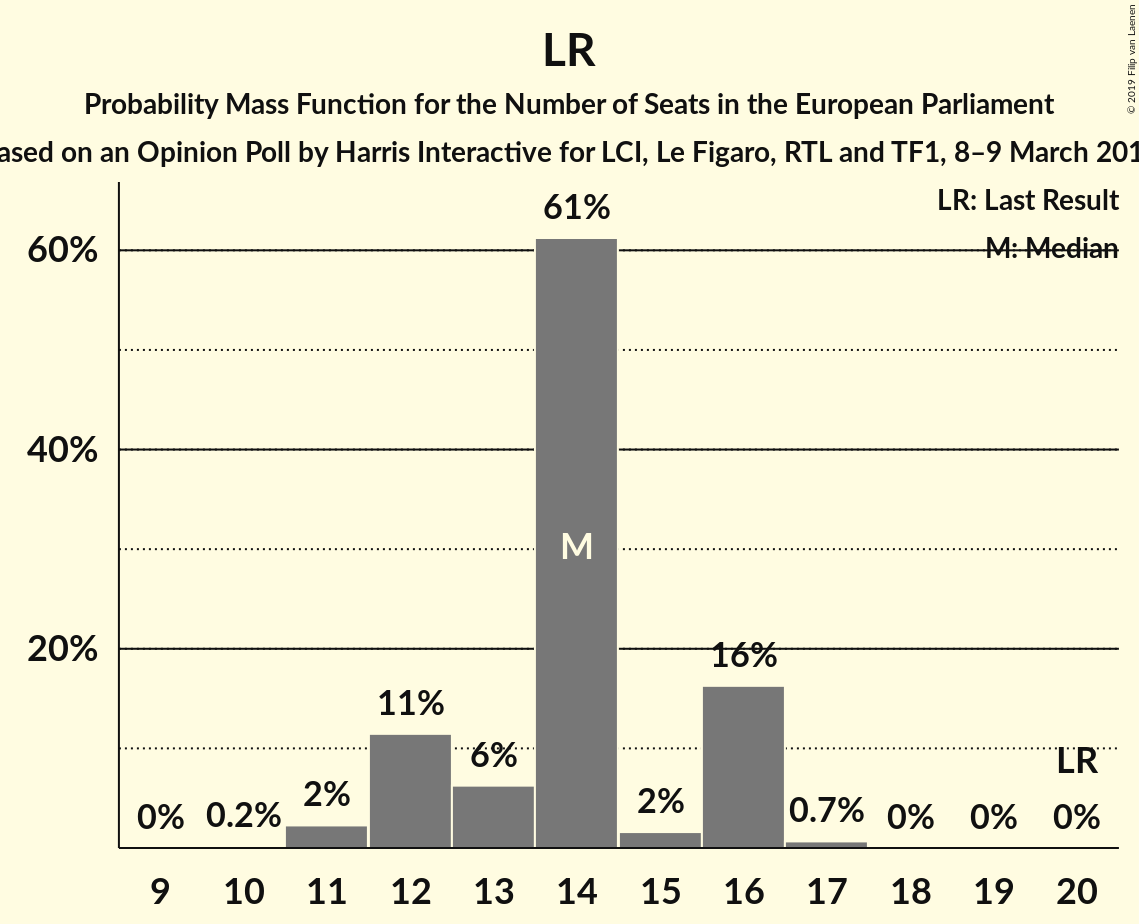 LR
Probability Mass Function for the Number of Seats in the European Parliament
ased on an Opinion Poll by Harris Interactive for LCI, Le Figaro, RTL and TF1, 8–9 March 201
© 2019 Filip van Laenen
LR: Last Result
M: Median
60%
40%
20%
0%
0.2%
2%
11%
6%
61%
M
2%
16%
0.7%
0%
0%
LR
0%
9 10 11 12 13 14 15 16 17 18 19 20